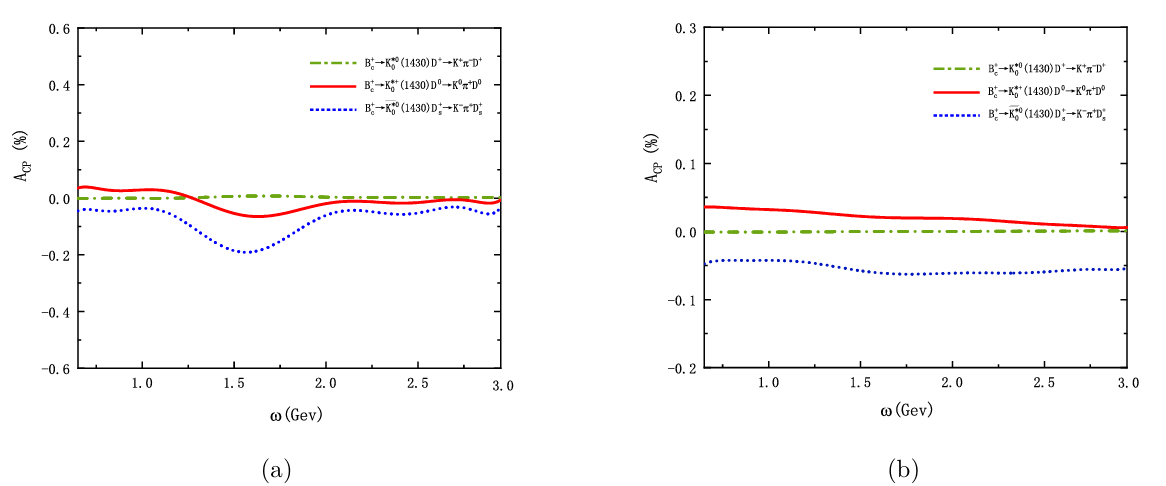 0.6
0.4
0.2
0.0
-0.2
-0.4
-0.6
A_CP (%)
B_c^+→K_0^{*0}(1430)D^+→K^+π^-D^+
B_c^+→K_0^{*+}(1430)D^0→K^0π^+D^0
B_c^+→\overline{K}_0^{*0}(1430)D_s^+→K^-π^+D_s^+
1.0 1.5 2.0 2.5 3.0
ω(Gev)
(a)
0.3
0.2
0.1
0.0
-0.1
-0.2
A_CP (%)
B_c^+→K_0^{*0}(1430)D^+→K^+π^-D^+
B_c^+→K_0^{*+}(1430)D^0→K^0π^+D^0
B_c^+→\overline{K}_0^{*0}(1430)D_s^+→K^-π^+D_s^+
1.0 1.5 2.0 2.5 3.0
ω(Gev)
(b)